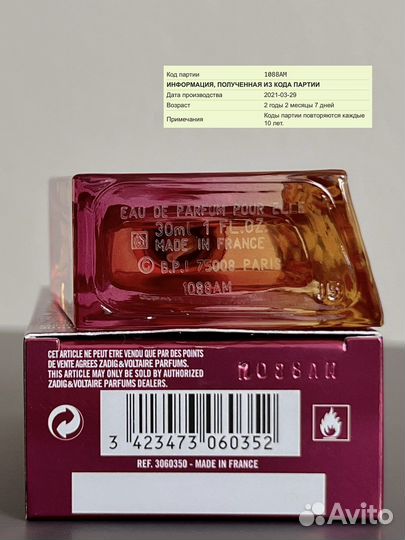 Код партии 1088AM
ИНФОРМАЦИЯ, ПОЛУЧЕННАЯ ИЗ КОДА ПАРТИИ
Дата производства 2021-03-29
Возраст 2 годы 2 месяцы 7 дней
Примечания Коды партии повторяются каждые
10 лет.
EAU DE PARFUM POUR ELLE
30ml 1 FL.OZ.
MADE IN FRANCE
© B.P.I 75008 PARIS
1088AM
CET ARTICLE NE PEUT ETRE VENDU QUE PAR DES POINTS
DE VENTE AGREES ZADIG&VOLTAIRE PARFUMS.
THIS ARTICLE MAY ONLY BE SOLD BY AUTHORIZED
ZADIG&VOLTAIRE PARFUMS DEALERS.
3 423473 060352
REF. 3060350 - MADE IN FRANCE
Avito